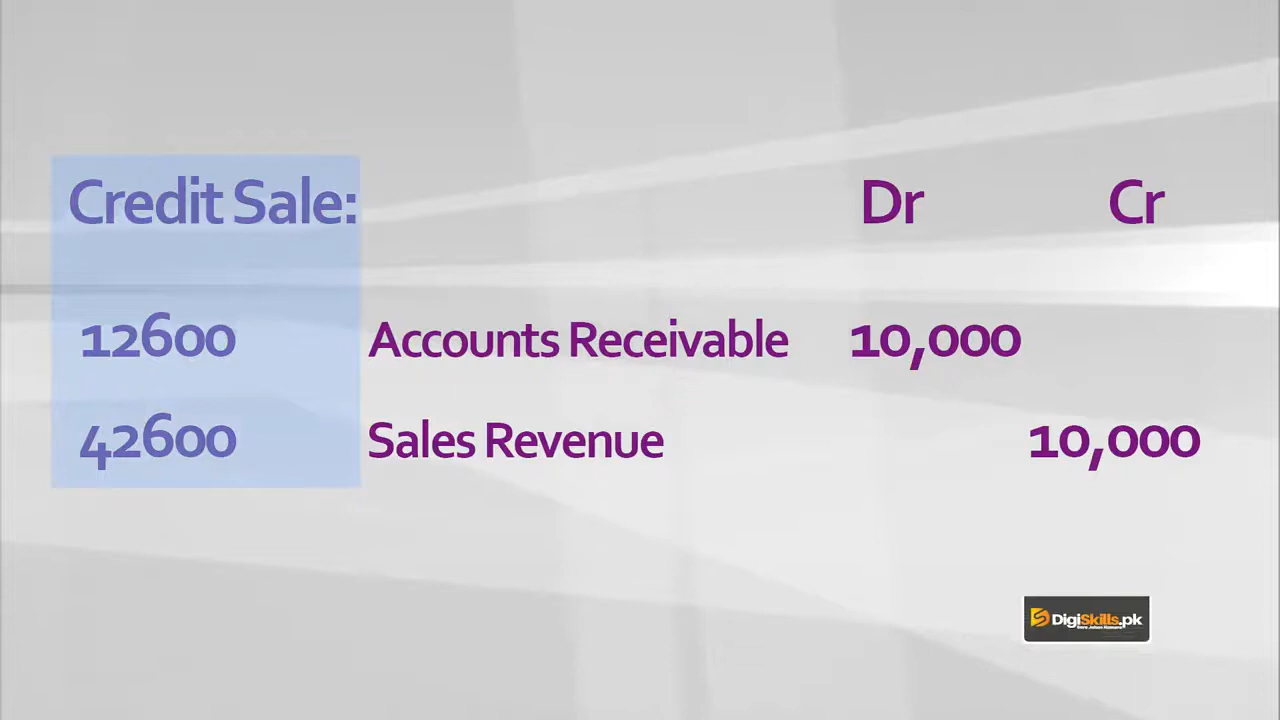 Credit Sale: Dr Cr
12600 Accounts Receivable 10,000
42600 Sales Revenue 10,000
DigiSkills.pk